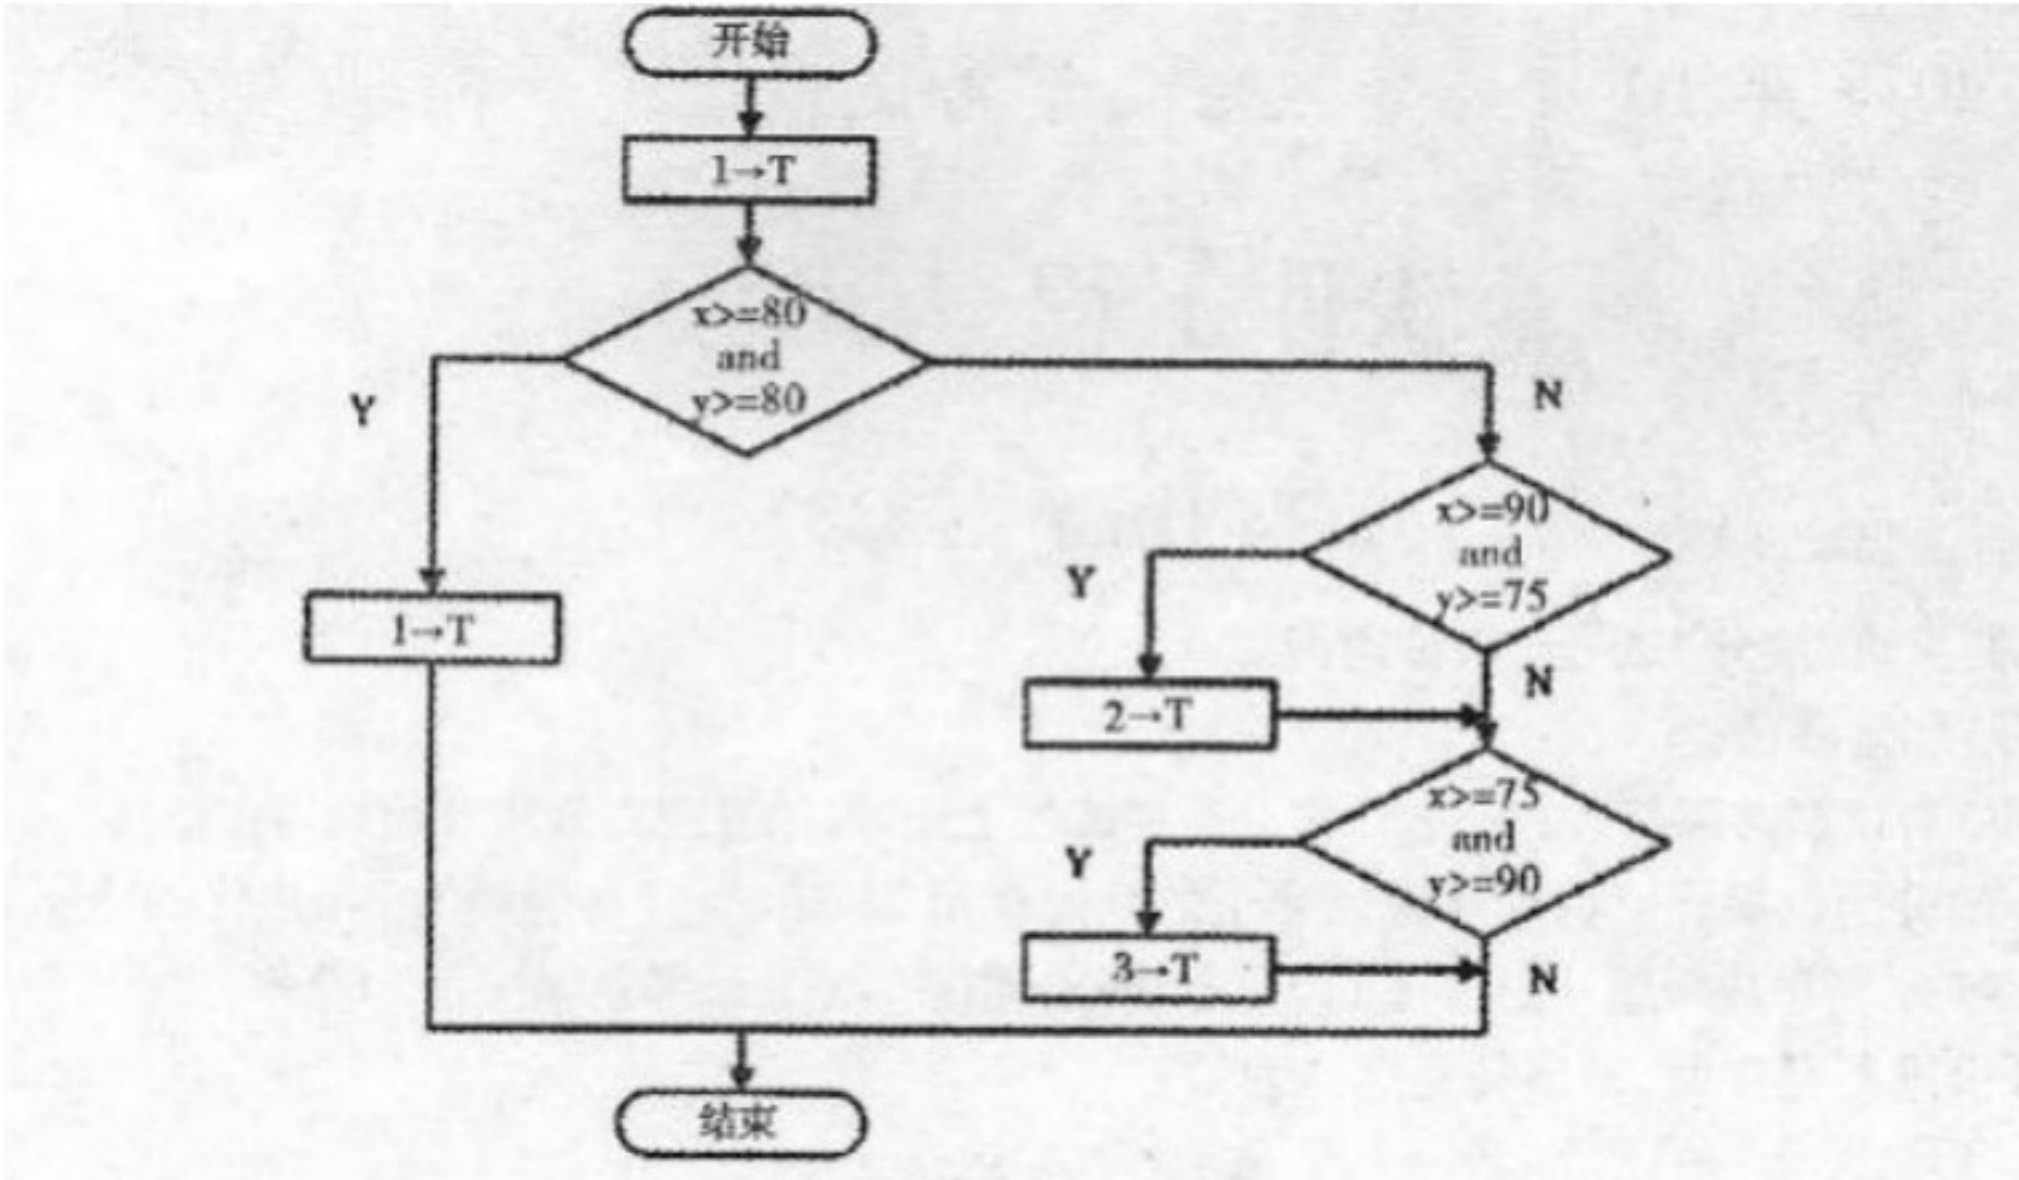 开始
1→T
x>=80
and
y>=80
Y
N
x>=90
and
y>=75
Y
1→T
N
2→T
x>=75
and
y>=90
Y
3→T
N
结束